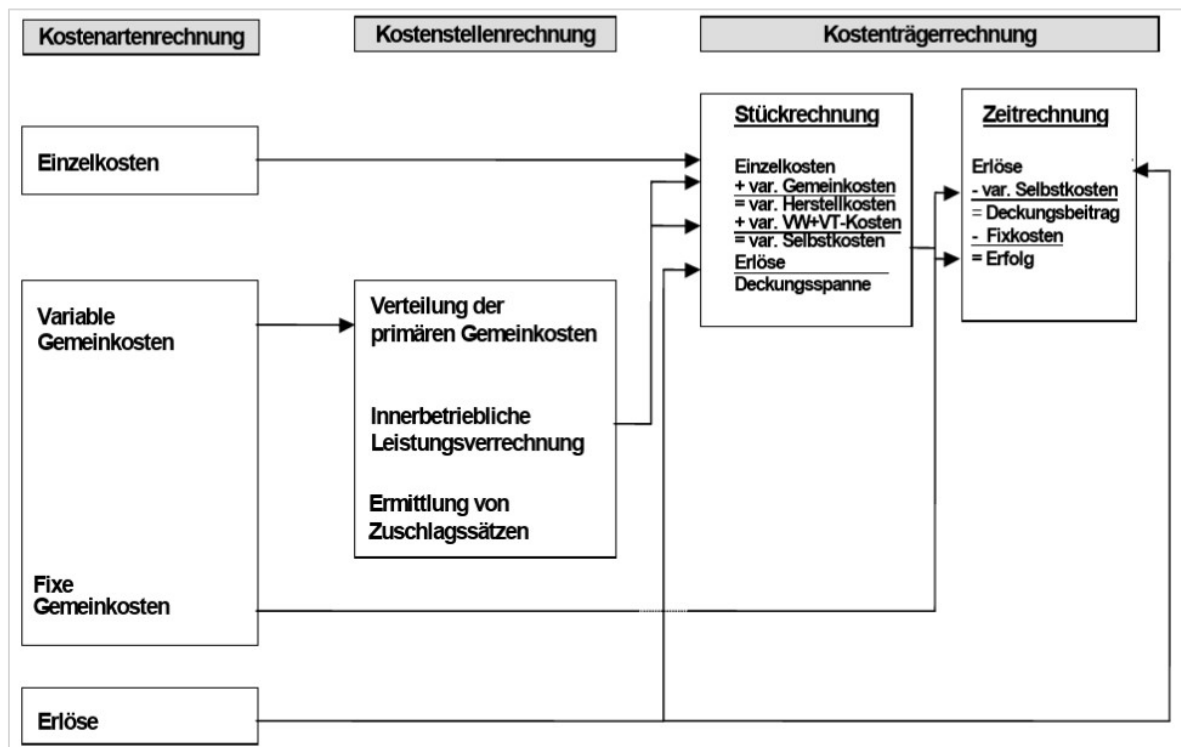 Kostenartenrechnung
Kostenstellenrechnung
Kostenträgerrechnung
Einzelkosten
Variable
Gemeinkosten
Fixe
Gemeinkosten
Erlöse
Verteilung der
primären Gemeinkosten
Innerbetriebliche
Leistungsverrechnung
Ermittlung von
Zuschlagssätzen
Stückrechnung
Einzelkosten
+ var. Gemeinkosten
= var. Herstellkosten
+ var. VW+VT-Kosten
= var. Selbstkosten
Erlöse
Deckungsspanne
Zeitrechnung
Erlöse
- var. Selbstkosten
= Deckungsbeitrag
- Fixkosten
= Erfolg